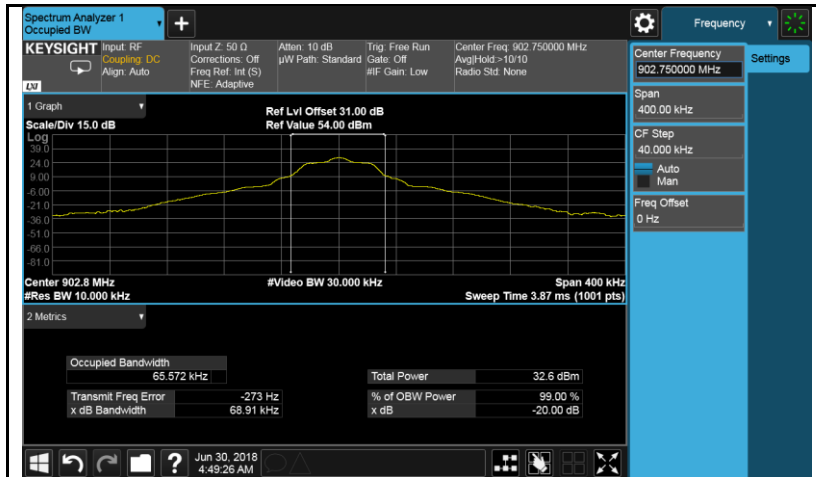 Spectrum Analyzer 1
Occupied BW
+
Frequency
KEYSIGHT
LXI
Input: RF
Coupling: DC
Align: Auto
Input Z: 50 Ω
Corrections: Off
Freq Ref: Int (S)
NFE: Adaptive
Atten: 10 dB
µW Path: Standard
Trig: Free Run
Gate: Off
#IF Gain: Low
Center Freq: 902.750000 MHz
Avg|Hold:>10/10
Radio Std: None
Center Frequency
902.750000 MHz
Settings
Span
400.00 kHz
CF Step
40.000 kHz
Auto
Man
Freq Offset
0 Hz
1 Graph
Scale/Div 15.0 dB
Ref Lvl Offset 31.00 dB
Ref Value 54.00 dBm
Log
39.0
24.0
9.00
-6.00
-21.0
-36.0
-51.0
-66.0
-81.0
Center 902.8 MHz
#Video BW 30.000 kHz
Span 400 kHz
#Res BW 10.000 kHz
Sweep Time 3.87 ms (1001 pts)
2 Metrics
Occupied Bandwidth
65.572 kHz
Total Power 32.6 dBm
Transmit Freq Error -273 Hz
% of OBW Power 99.00 %
x dB Bandwidth 68.91 kHz
x dB -20.00 dB
?
Jun 30, 2018
4:49:26 AM